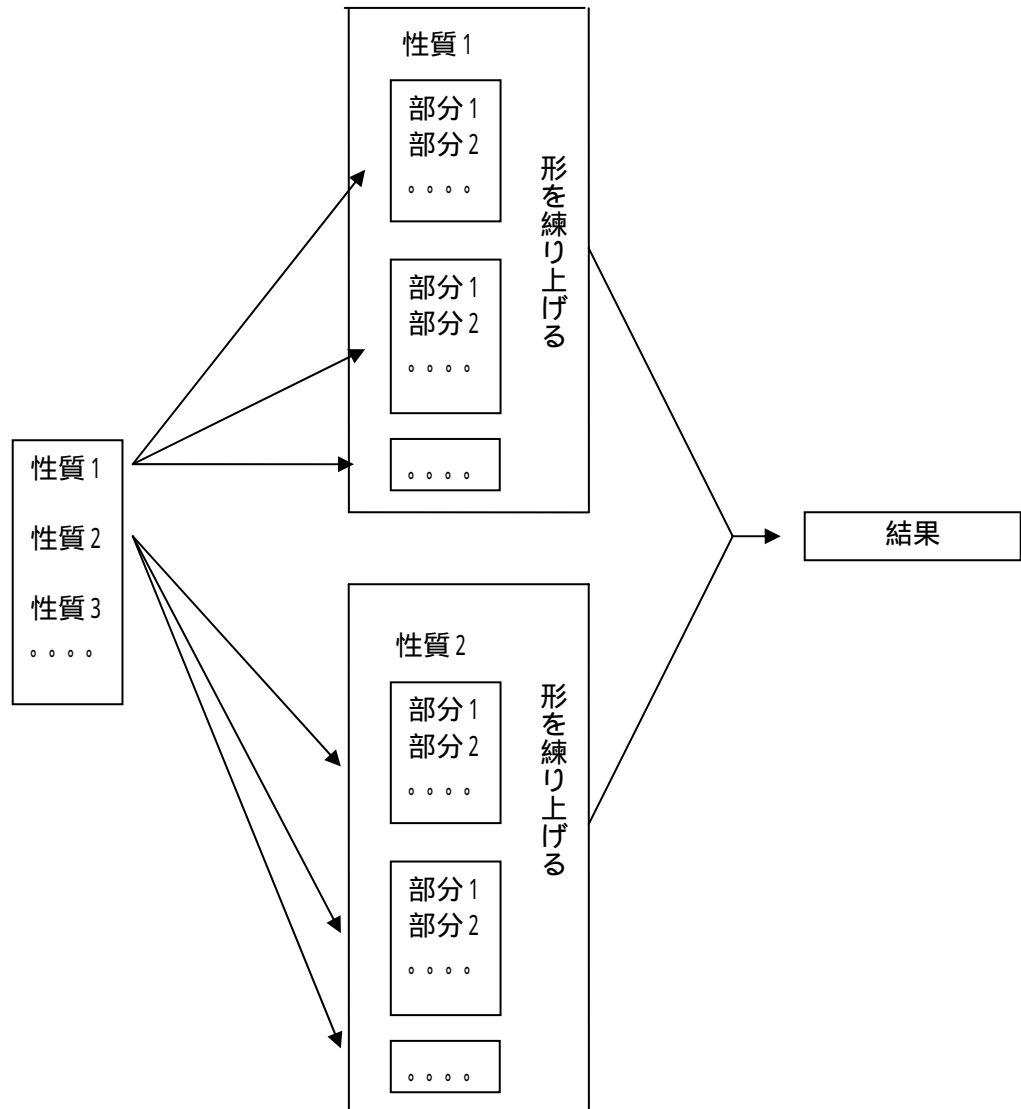 性質1
性質2
性質3
。。。。
性質1
部分1
部分2
。。。。
部分1
部分2
。。。。
。。。。
形を練り上げる
性質2
部分1
部分2
。。。。
部分1
部分2
。。。。
。。。。
形を練り上げる
結果